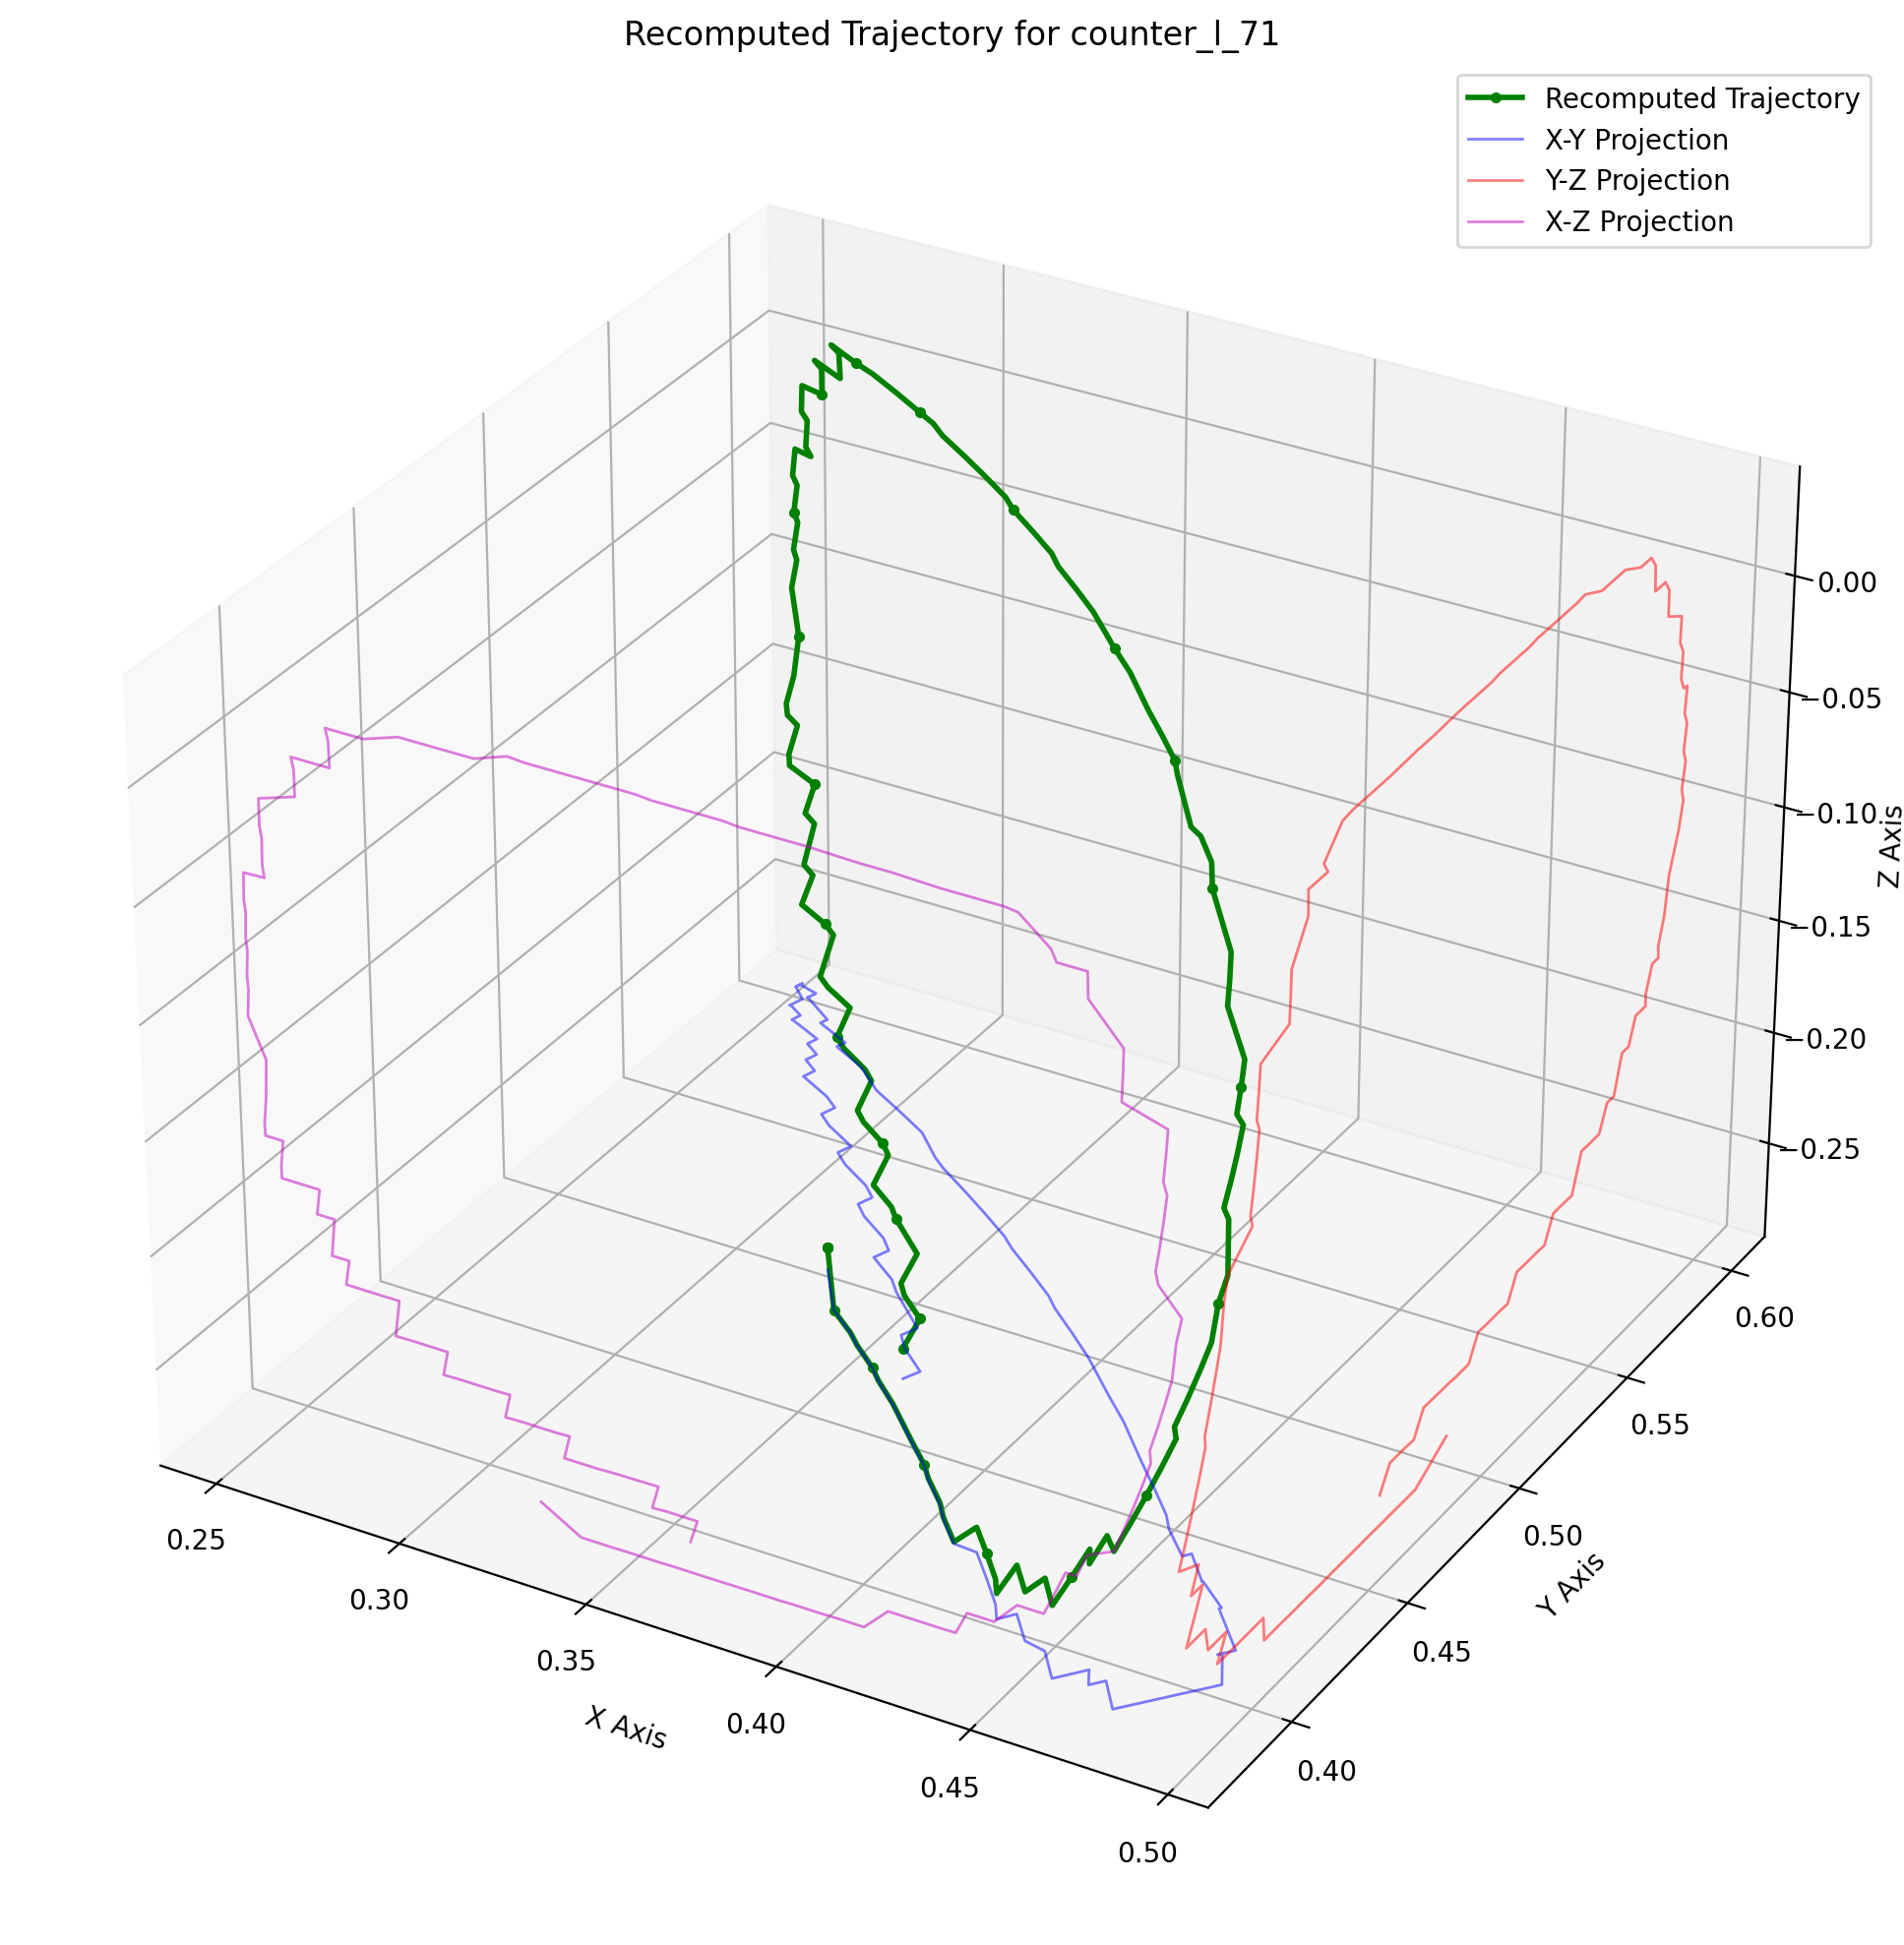 Recomputed Trajectory for counter_l_71
Recomputed Trajectory
X-Y Projection
Y-Z Projection
X-Z Projection
0.00
−0.05
−0.10
−0.15
−0.20
−0.25
Z Axis
0.60
0.55
0.50
0.45
0.40
Y Axis
0.25
0.30
0.35
0.40
0.45
0.50
X Axis